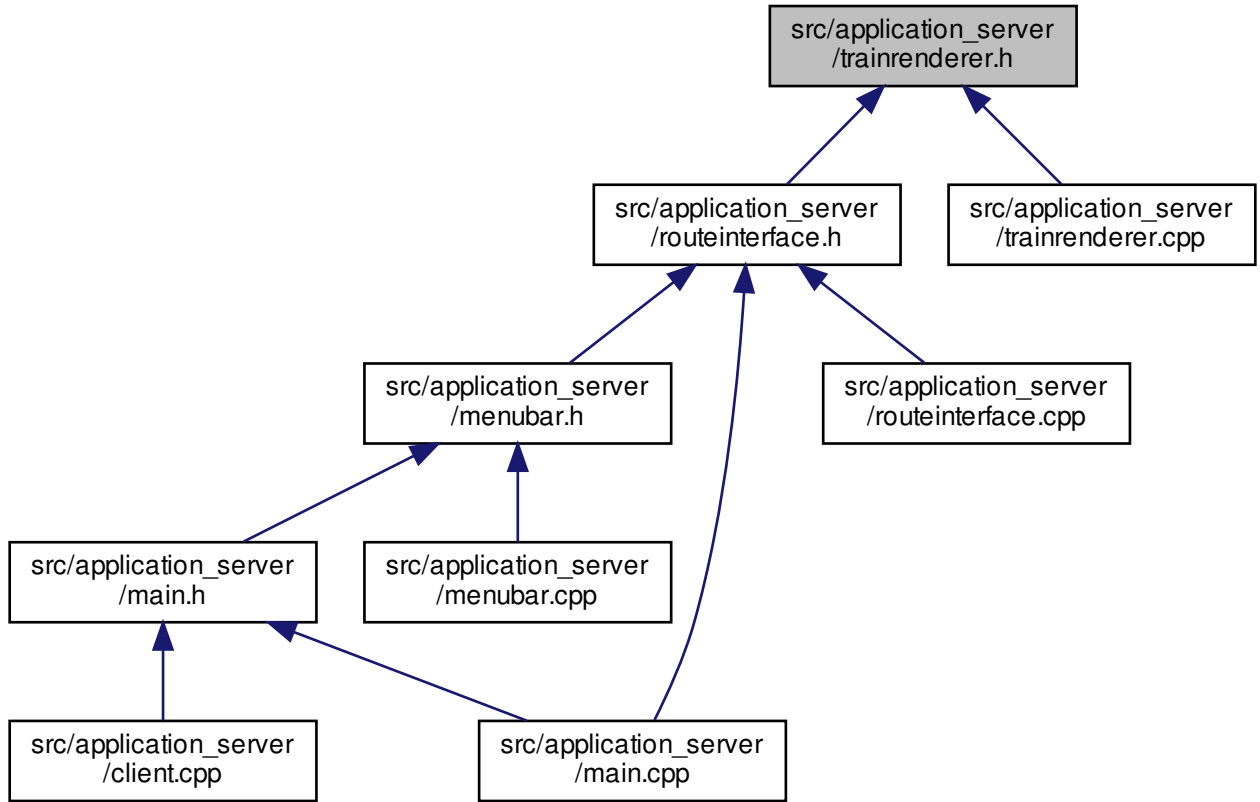 src/application_server
/trainrenderer.h
src/application_server
/routeinterface.h
src/application_server
/trainrenderer.cpp
src/application_server
/menubar.h
src/application_server
/routeinterface.cpp
src/application_server
/main.h
src/application_server
/menubar.cpp
src/application_server
/client.cpp
src/application_server
/main.cpp